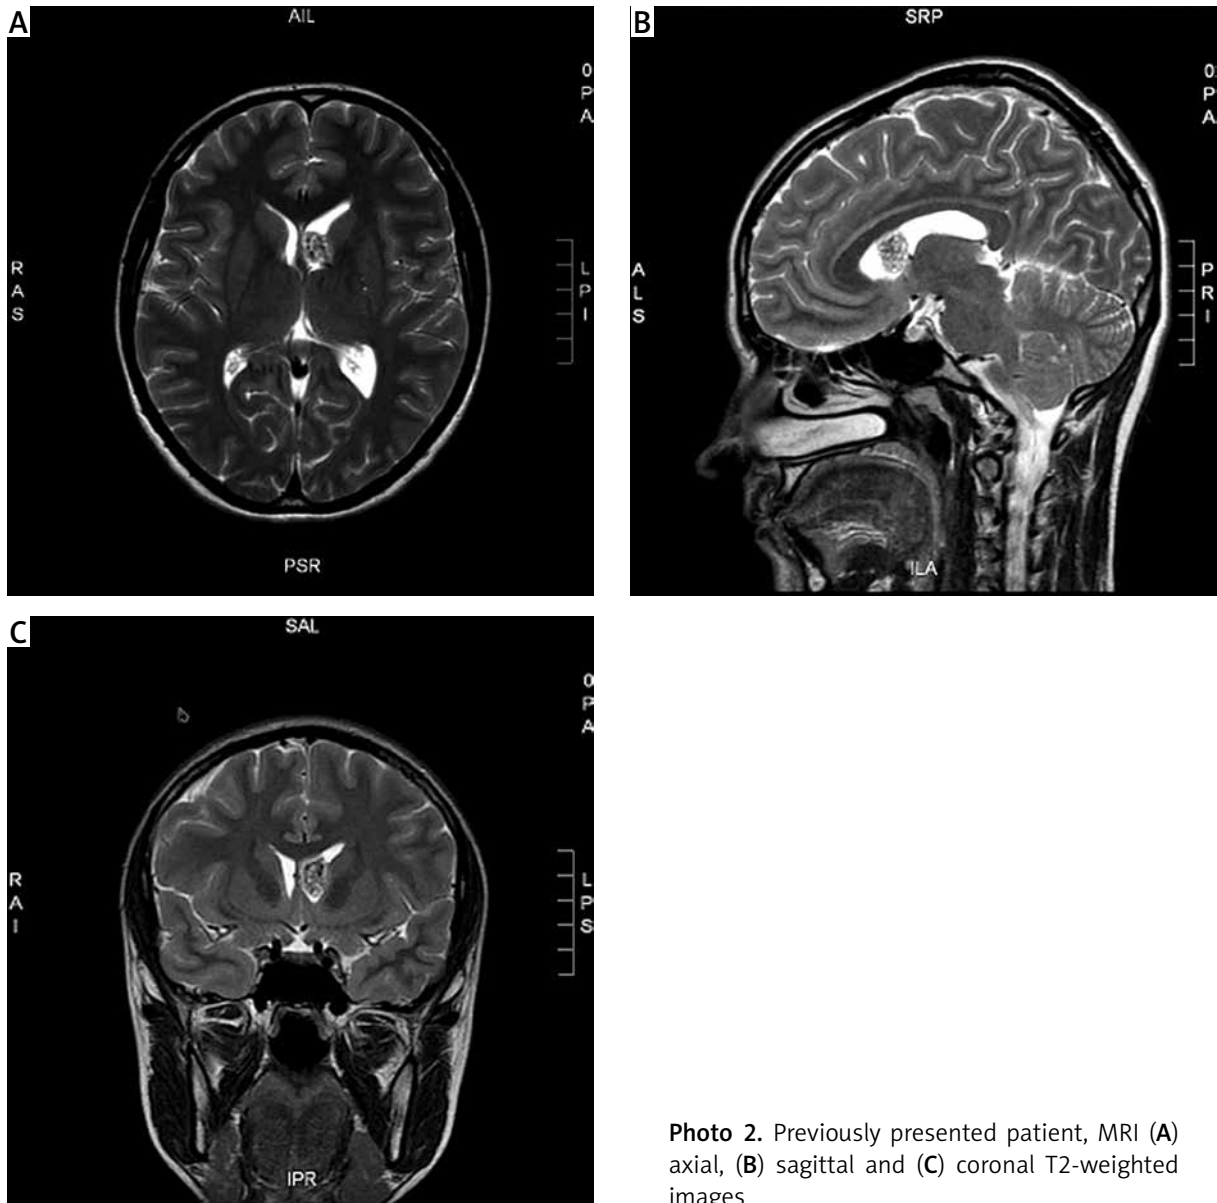 A
AIL
0
P
A
R
A
S
L
P
I
PSR
B
SRP
0
P
A
A
L
S
P
R
I
ILA
C
SAL
0
P
A
R
A
I
L
P
S
IPR
Photo 2. Previously presented patient, MRI (A)
axial, (B) sagittal and (C) coronal T2-weighted
images